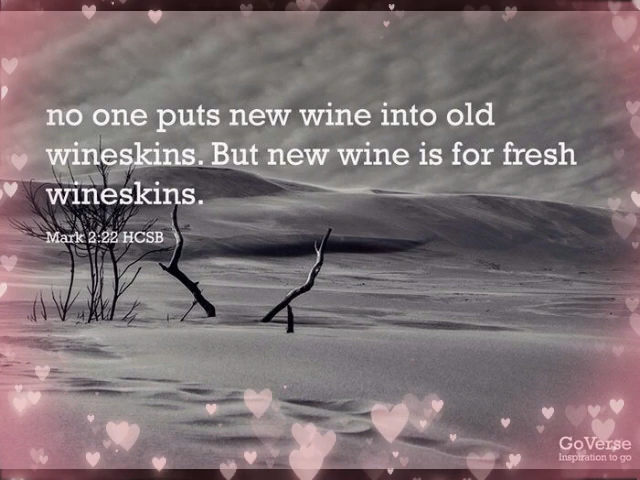 no one puts new wine into old
wineskins. But new wine is for fresh
wineskins.
Mark 2:22 HCSB
GoVerse
Inspiration to go